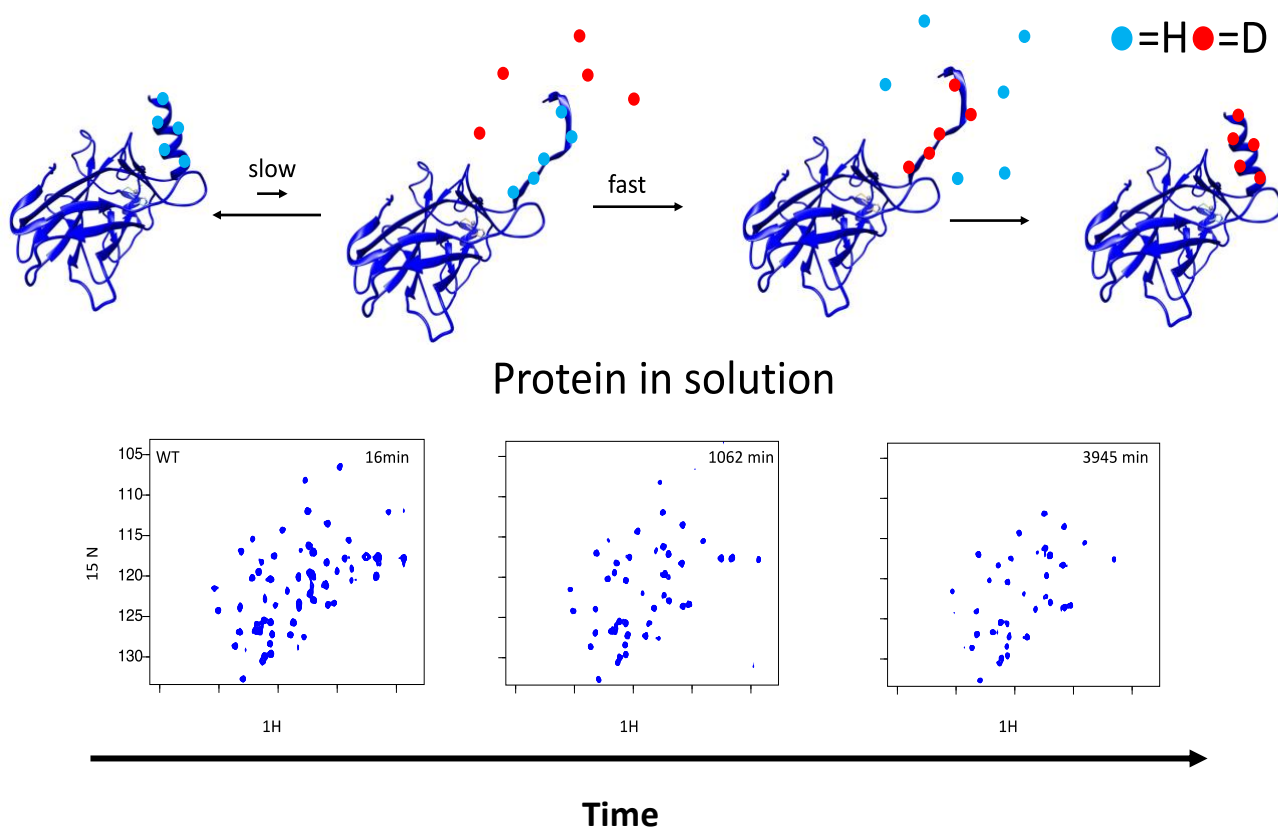 =H =D
slow
fast
Protein in solution
WT 16min
1062 min
3945 min
105
110
115
120
125
130
15 N
1H
1H
1H
Time